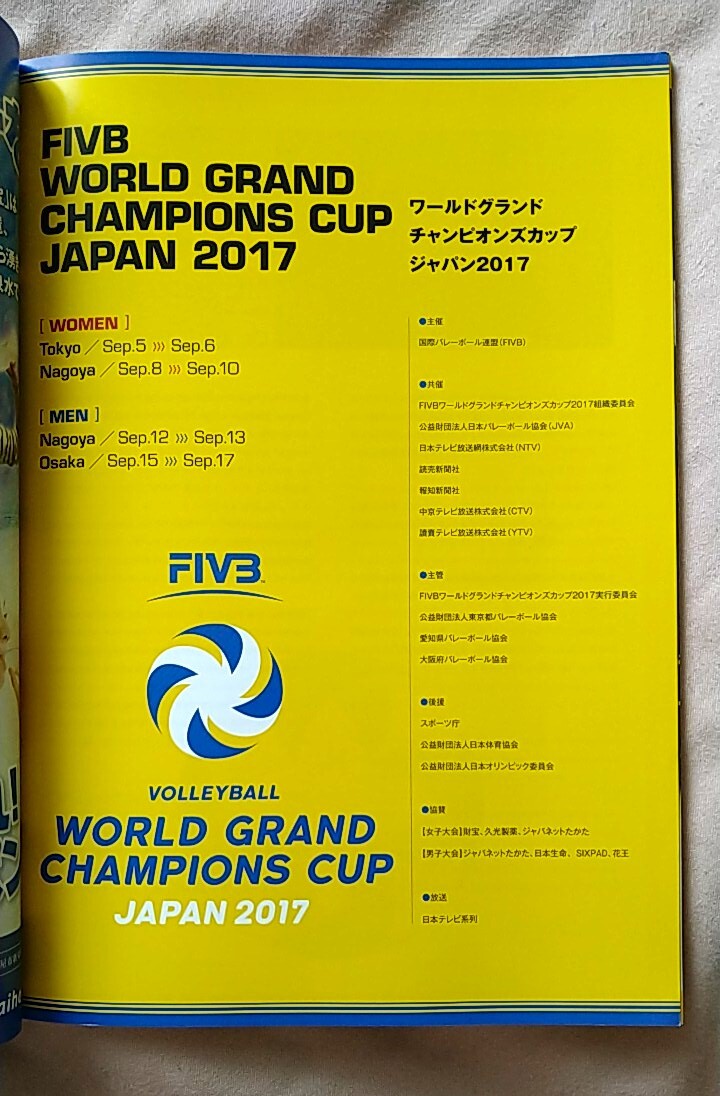 FIVB
WORLD GRAND
CHAMPIONS CUP
JAPAN 2017
ワールドグランド
チャンピオンズカップ
ジャパン2017
[ WOMEN ]
Tokyo／Sep.5 》》》 Sep.6
Nagoya／Sep.8 》》》 Sep.10
[ MEN ]
Nagoya／Sep.12 》》》 Sep.13
Osaka／Sep.15 》》》 Sep.17
FIVB
VOLLEYBALL
WORLD GRAND
CHAMPIONS CUP
JAPAN 2017
●主催
国際バレーボール連盟(FIVB)
●共催
FIVBワールドグランドチャンピオンズカップ2017組織委員会
公益財団法人日本バレーボール協会(JVA)
日本テレビ放送網株式会社(NTV)
読売新聞社
報知新聞社
中京テレビ放送株式会社(CTV)
讀賣テレビ放送株式会社(YTV)
●主管
FIVBワールドグランドチャンピオンズカップ2017実行委員会
公益財団法人東京都バレーボール協会
愛知県バレーボール協会
大阪府バレーボール協会
●後援
スポーツ庁
公益財団法人日本体育協会
公益財団法人日本オリンピック委員会
●協賛
【女子大会】財宝、久光製薬、ジャパネットたかた
【男子大会】ジャパネットたかた、日本生命、SIXPAD、花王
●放送
日本テレビ系列